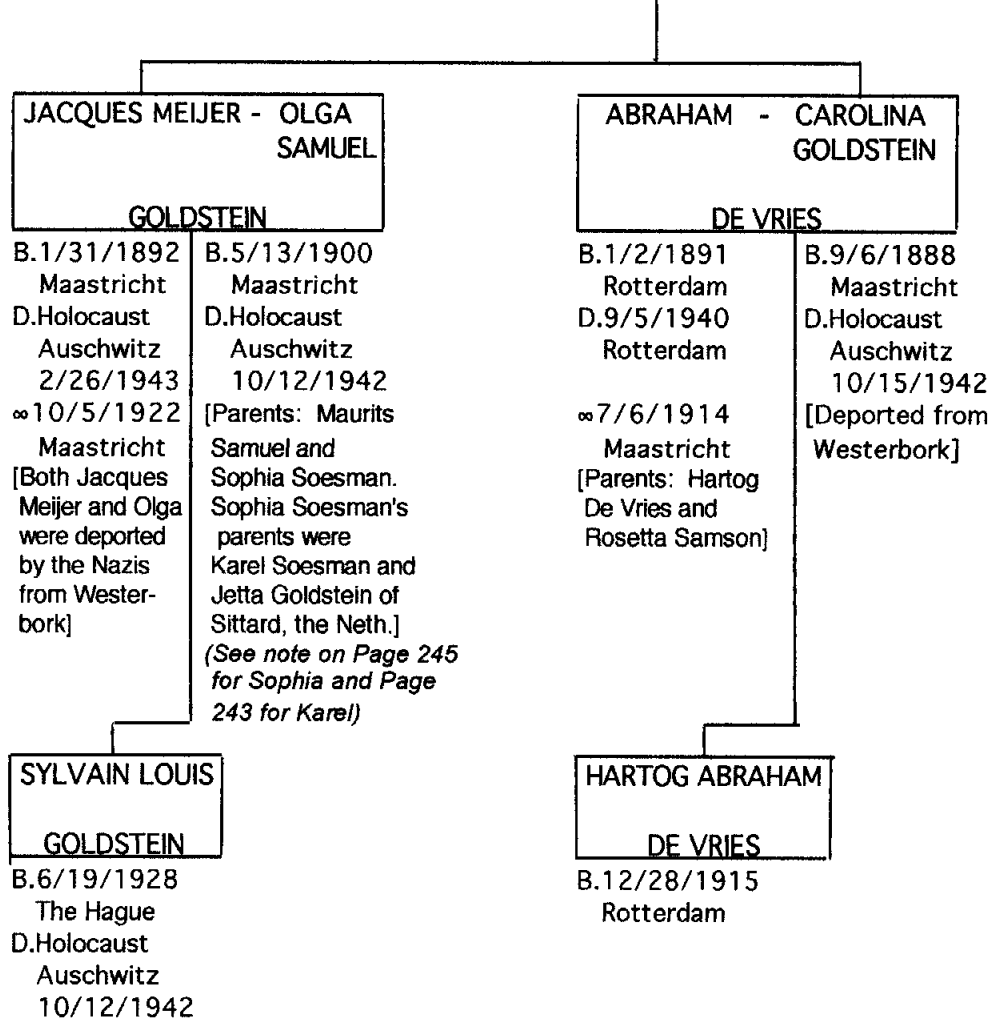 JACQUES MEIJER - OLGA
SAMUEL
GOLDSTEIN
B.1/31/1892
Maastricht
D.Holocaust
Auschwitz
2/26/1943
∞10/5/1922
Maastricht
[Both Jacques
Meijer and Olga
were deported
by the Nazis
from Wester-
bork]
B.5/13/1900
Maastricht
D.Holocaust
Auschwitz
10/12/1942
[Parents: Maurits
Samuel and
Sophia Soesman.
Sophia Soesman's
parents were
Karel Soesman and
Jetta Goldstein of
Sittard, the Neth.]
(See note on Page 245
for Sophia and Page
243 for Karel)
SYLVAIN LOUIS
GOLDSTEIN
B.6/19/1928
The Hague
D.Holocaust
Auschwitz
10/12/1942
ABRAHAM - CAROLINA
GOLDSTEIN
DE VRIES
B.1/2/1891
Rotterdam
D.9/5/1940
Rotterdam
∞7/6/1914
Maastricht
[Parents: Hartog
De Vries and
Rosetta Samson]
B.9/6/1888
Maastricht
D.Holocaust
Auschwitz
10/15/1942
[Deported from
Westerbork]
HARTOG ABRAHAM
DE VRIES
B.12/28/1915
Rotterdam